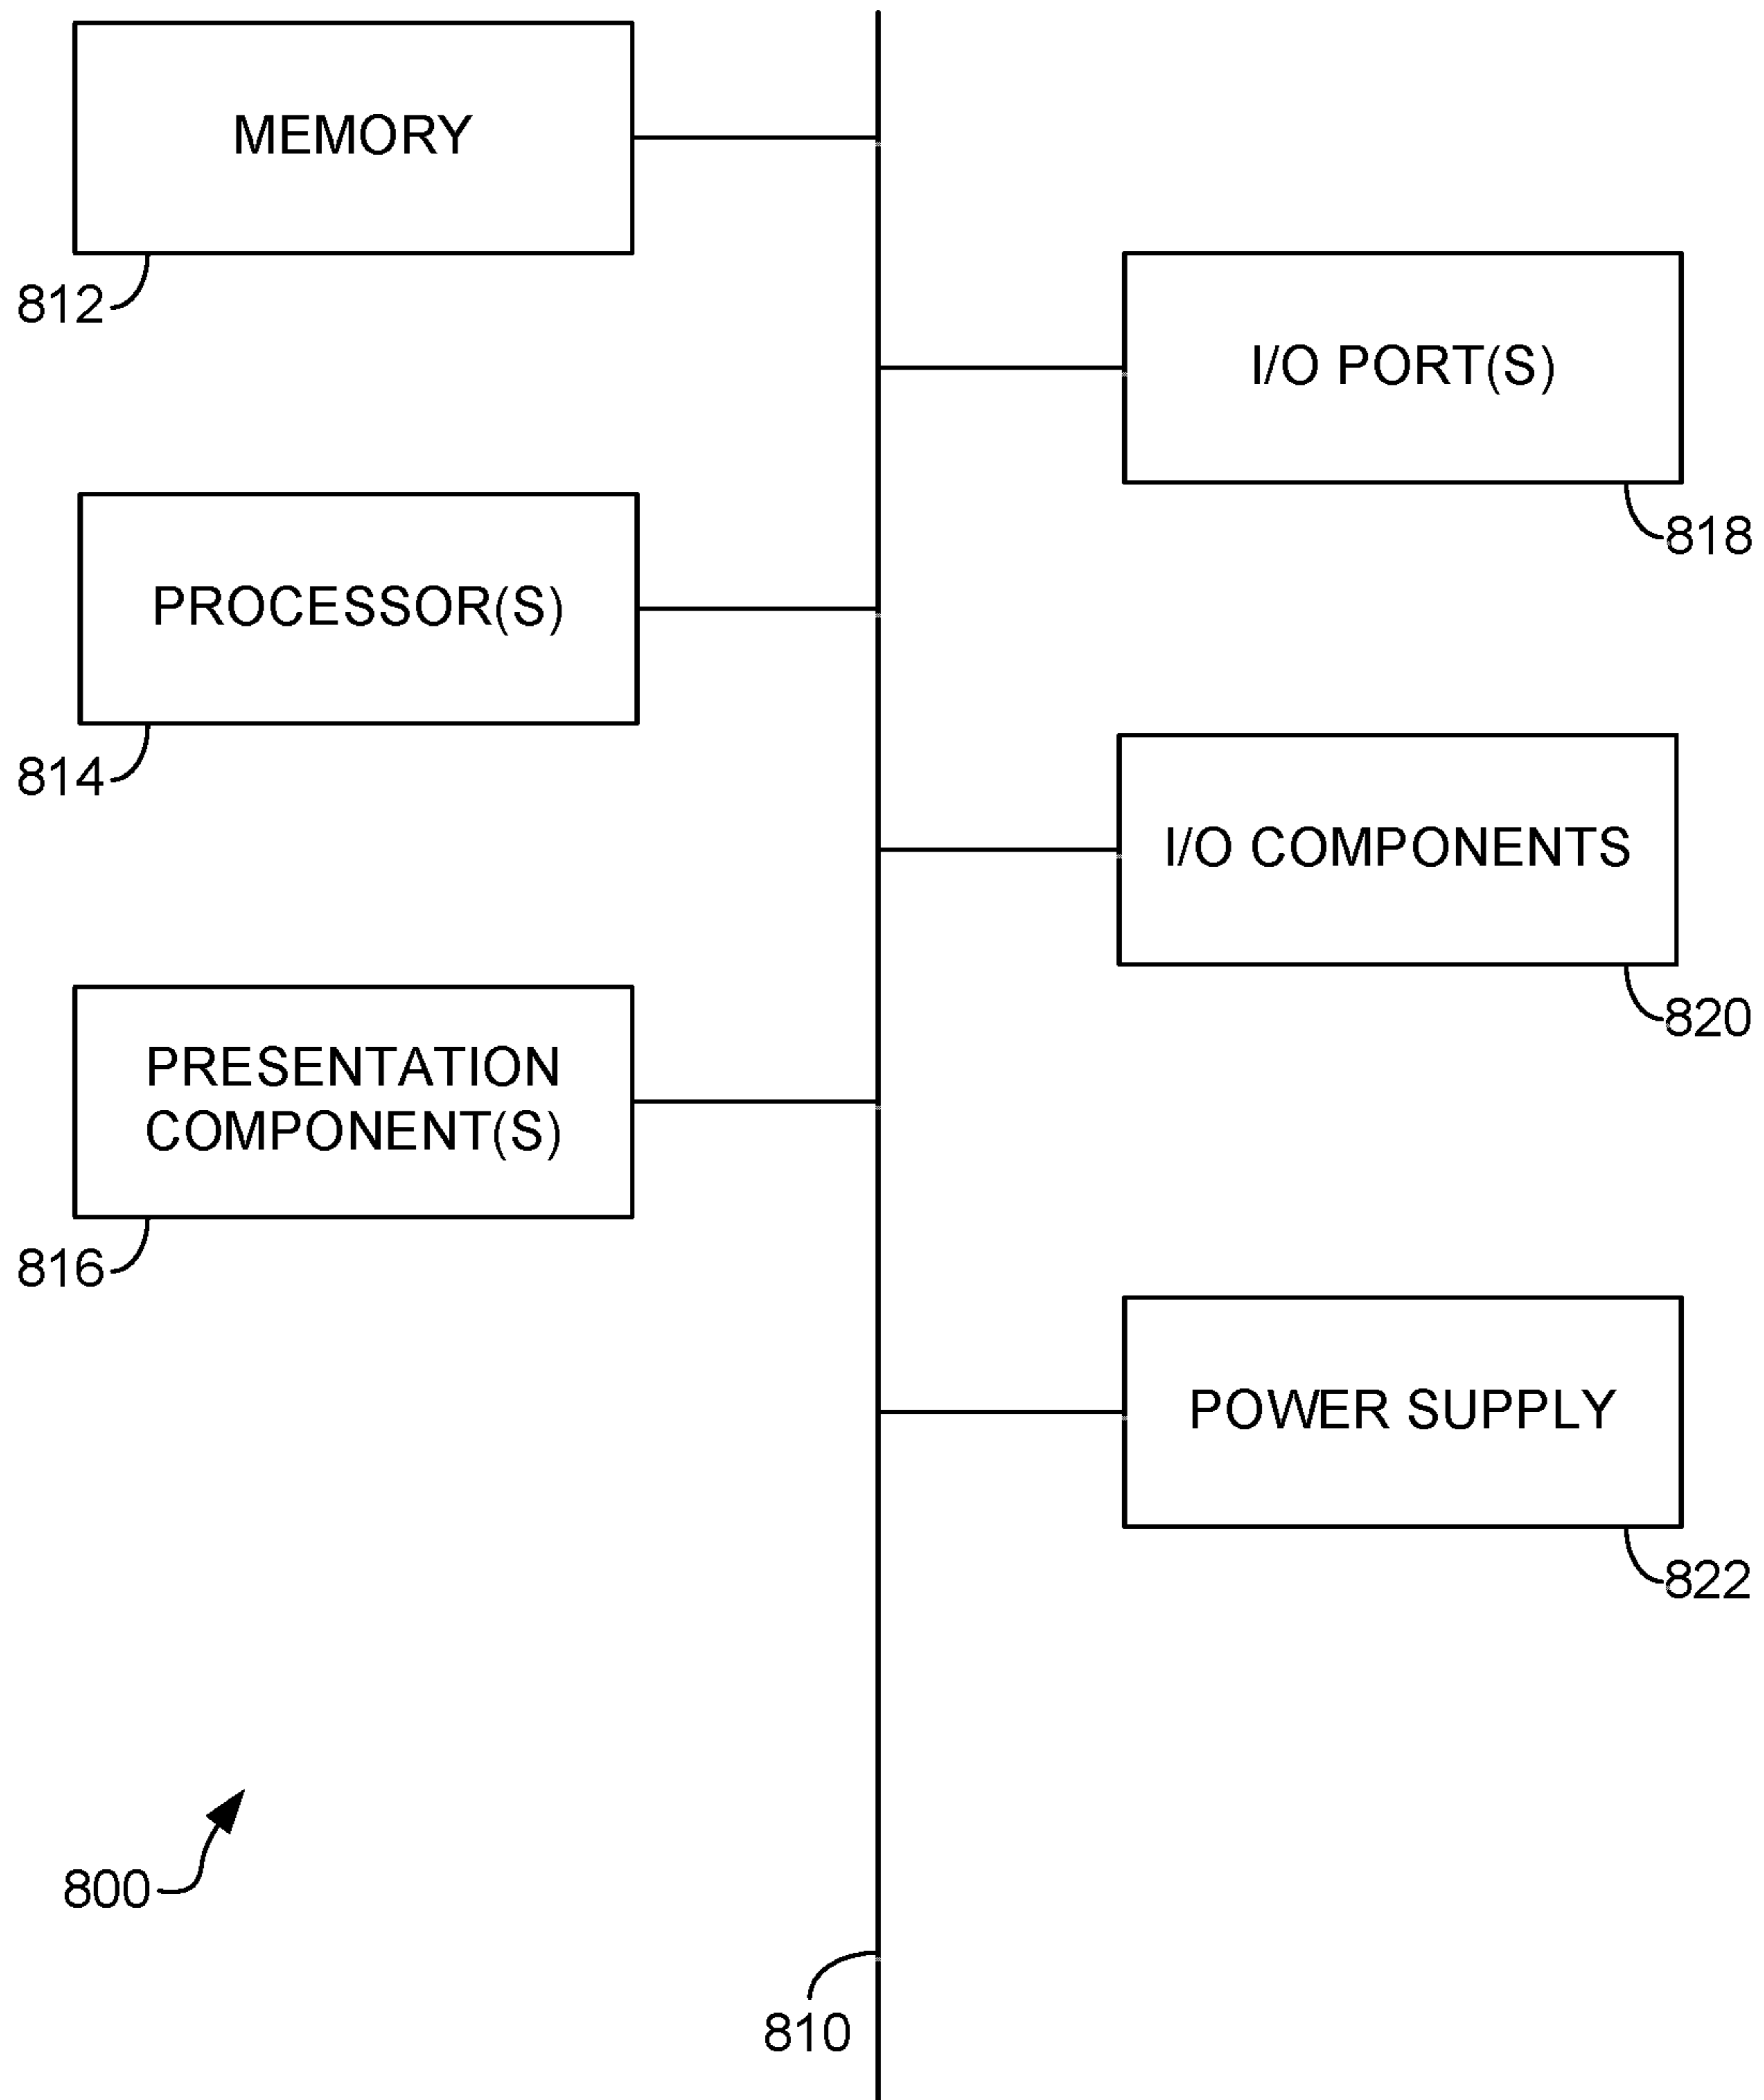 MEMORY
812
I/O PORT(S)
818
PROCESSOR(S)
814
I/O COMPONENTS
820
PRESENTATION
COMPONENT(S)
816
POWER SUPPLY
822
800
810